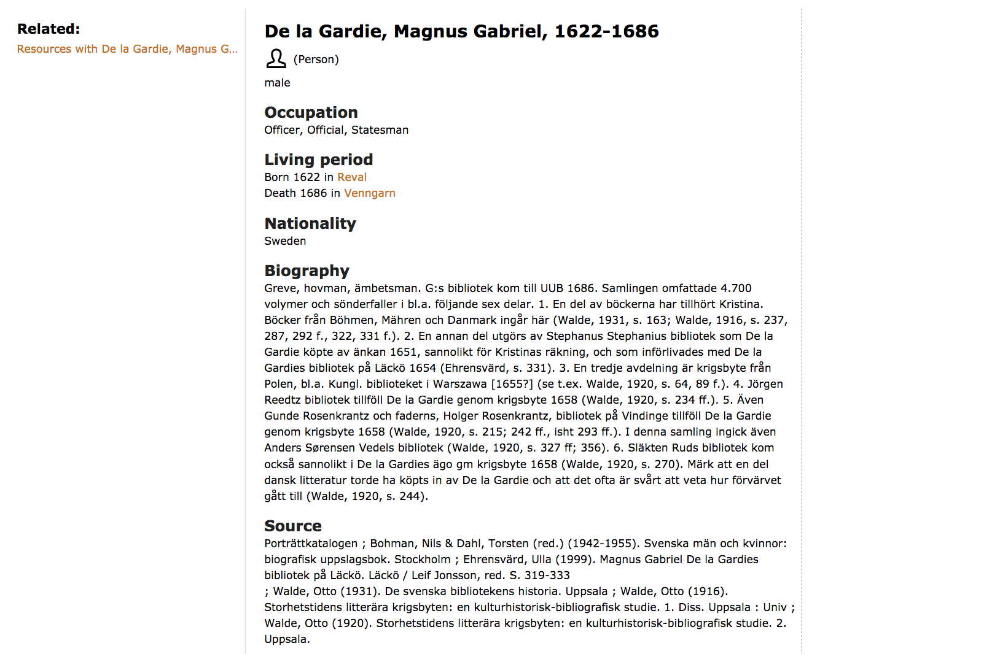 Related:
Resources with De la Gardie, Magnus G...
De la Gardie, Magnus Gabriel, 1622-1686
(Person)
male
Occupation
Officer, Official, Statesman
Living period
Born 1622 in Reval
Death 1686 in Venngarn
Nationality
Sweden
Biography
Greve, hovman, ämbetsman. G:s bibliotek kom till UUB 1686. Samlingen omfattade 4.700
volymer och sönderfaller i bl.a. följande sex delar. 1. En del av böckerna har tillhört Kristina.
Böcker från Böhmen, Mähren och Danmark ingår här (Walde, 1931, s. 163; Walde, 1916, s. 237,
287, 292 f., 322, 331 f.). 2. En annan del utgörs av Stephanus Stephanius bibliotek som De la
Gardie köpte av änkan 1651, sannolikt för Kristinas räkning, och som införlivades med De la
Gardies bibliotek på Läckö 1654 (Ehrensvärd, s. 331). 3. En tredje avdelning är krigsbyte från
Polen, bl.a. Kungl. biblioteket i Warszawa [1655?] (se t.ex. Walde, 1920, s. 64, 89 f.). 4. Jörgen
Reedtz bibliotek tillföll De la Gardie genom krigsbyte 1658 (Walde, 1920, s. 234 ff.). 5. Även
Gunde Rosenkrantz och faderns, Holger Rosenkrantz, bibliotek på Vindinge tillföll De la Gardie
genom krigsbyte 1658 (Walde, 1920, s. 215; 242 ff., isht 293 ff.). I denna samling ingick även
Anders Sørensen Vedels bibliotek (Walde, 1920, s. 327 ff; 356). 6. Släkten Ruds bibliotek kom
också sannolikt i De la Gardies ägo gm krigsbyte 1658 (Walde, 1920, s. 270). Märk att en del
dansk litteratur torde ha köpts in av De la Gardie och att det ofta är svårt att veta hur förvärvet
gått till (Walde, 1920, s. 244).
Source
Porträttkatalogen ; Bohman, Nils & Dahl, Torsten (red.) (1942-1955). Svenska män och kvinnor:
biografisk uppslagsbok. Stockholm ; Ehrensvärd, Ulla (1999). Magnus Gabriel De la Gardies
bibliotek på Läckö. Läckö / Leif Jonsson, red. S. 319-333
; Walde, Otto (1931). De svenska bibliotekens historia. Uppsala ; Walde, Otto (1916).
Storhetstidens litterära krigsbyten: en kulturhistorisk-bibliografisk studie. 1. Diss. Uppsala : Univ ;
Walde, Otto (1920). Storhetstidens litterära krigsbyten: en kulturhistorisk-bibliografisk studie. 2.
Uppsala.